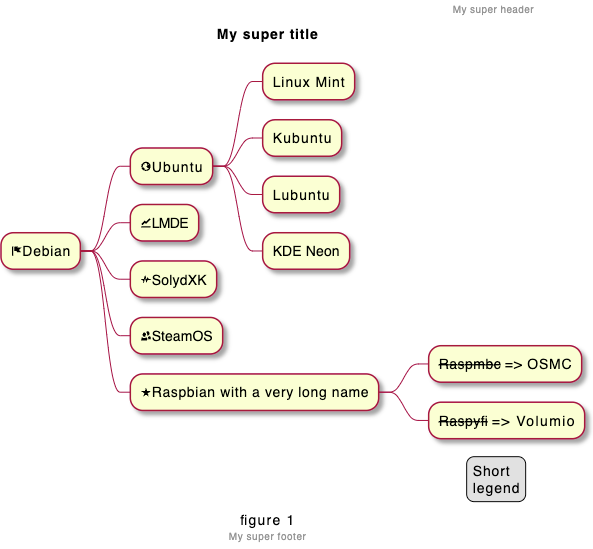 My super header
My super title
Debian
Ubuntu
Linux Mint
Kubuntu
Lubuntu
KDE Neon
LMDE
SolydXK
SteamOS
Raspbian with a very long name
Raspmbc => OSMC
Raspyfi => Volumio
Short
legend
figure 1
My super footer